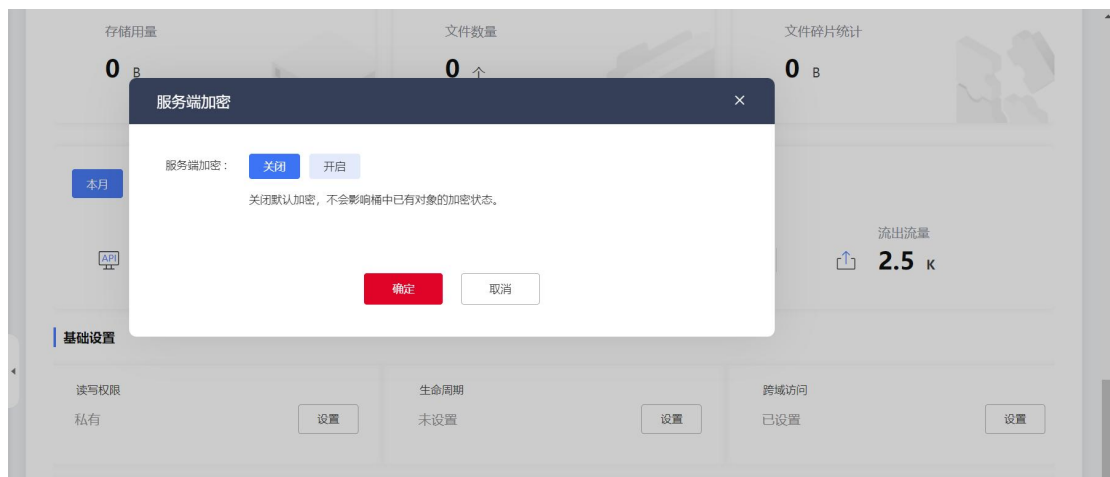 存储用量
文件数量
文件碎片统计
0 B
0 个
0 B
服务端加密
服务端加密：
关闭
开启
关闭默认加密，不会影响桶中已有对象的加密状态。
本月
API
流出流量
2.5 K
确定
取消
基础设置
读写权限
生命周期
跨域访问
私有
设置
未设置
设置
已设置
设置